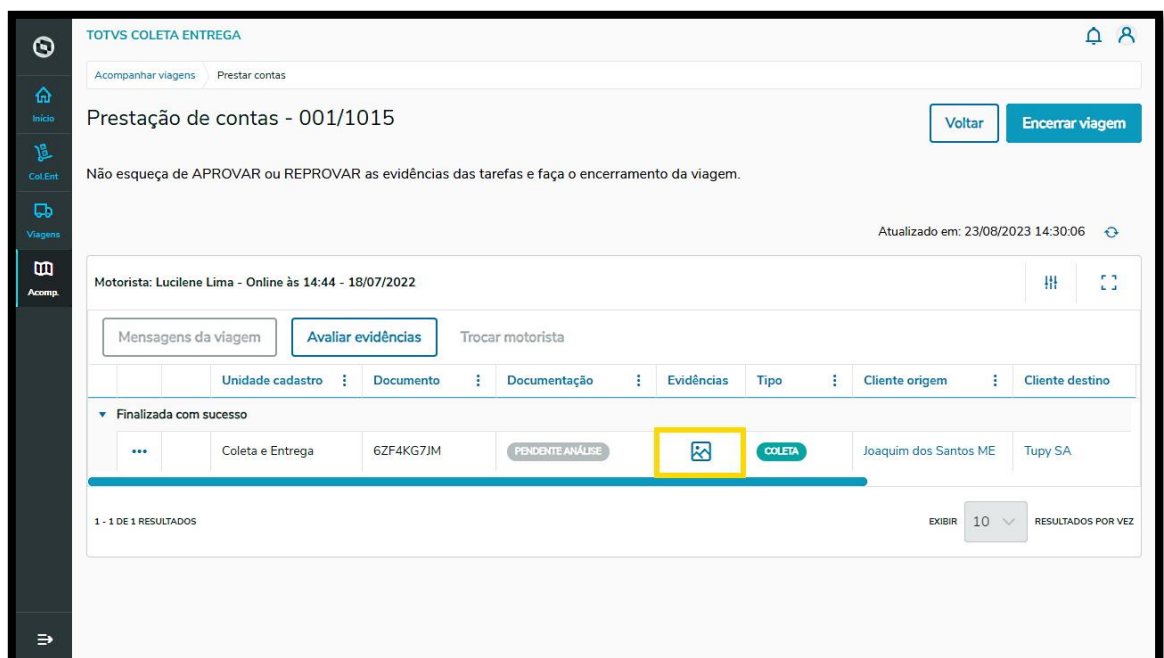 TOTVS COLETA ENTREGA
Acompanhar viagens
Prestar contas
Início
Col.Ent
Viagens
Acomp.
Prestação de contas - 001/1015
Voltar
Encerrar viagem
Não esqueça de APROVAR ou REPROVAR as evidências das tarefas e faça o encerramento da viagem.
Atualizado em: 23/08/2023 14:30:06
Motorista: Lucilene Lima - Online às 14:44 - 18/07/2022
Mensagens da viagem
Avaliar evidências
Trocar motorista
Unidade cadastro
Documento
Documentação
Evidências
Tipo
Cliente origem
Cliente destino
Finalizada com sucesso
Coleta e Entrega
6ZF4KG7JM
PENDENTE ANÁLISE
COLETA
Joaquim dos Santos ME
Tupy SA
1 - 1 DE 1 RESULTADOS
EXIBIR
10
RESULTADOS POR VEZ